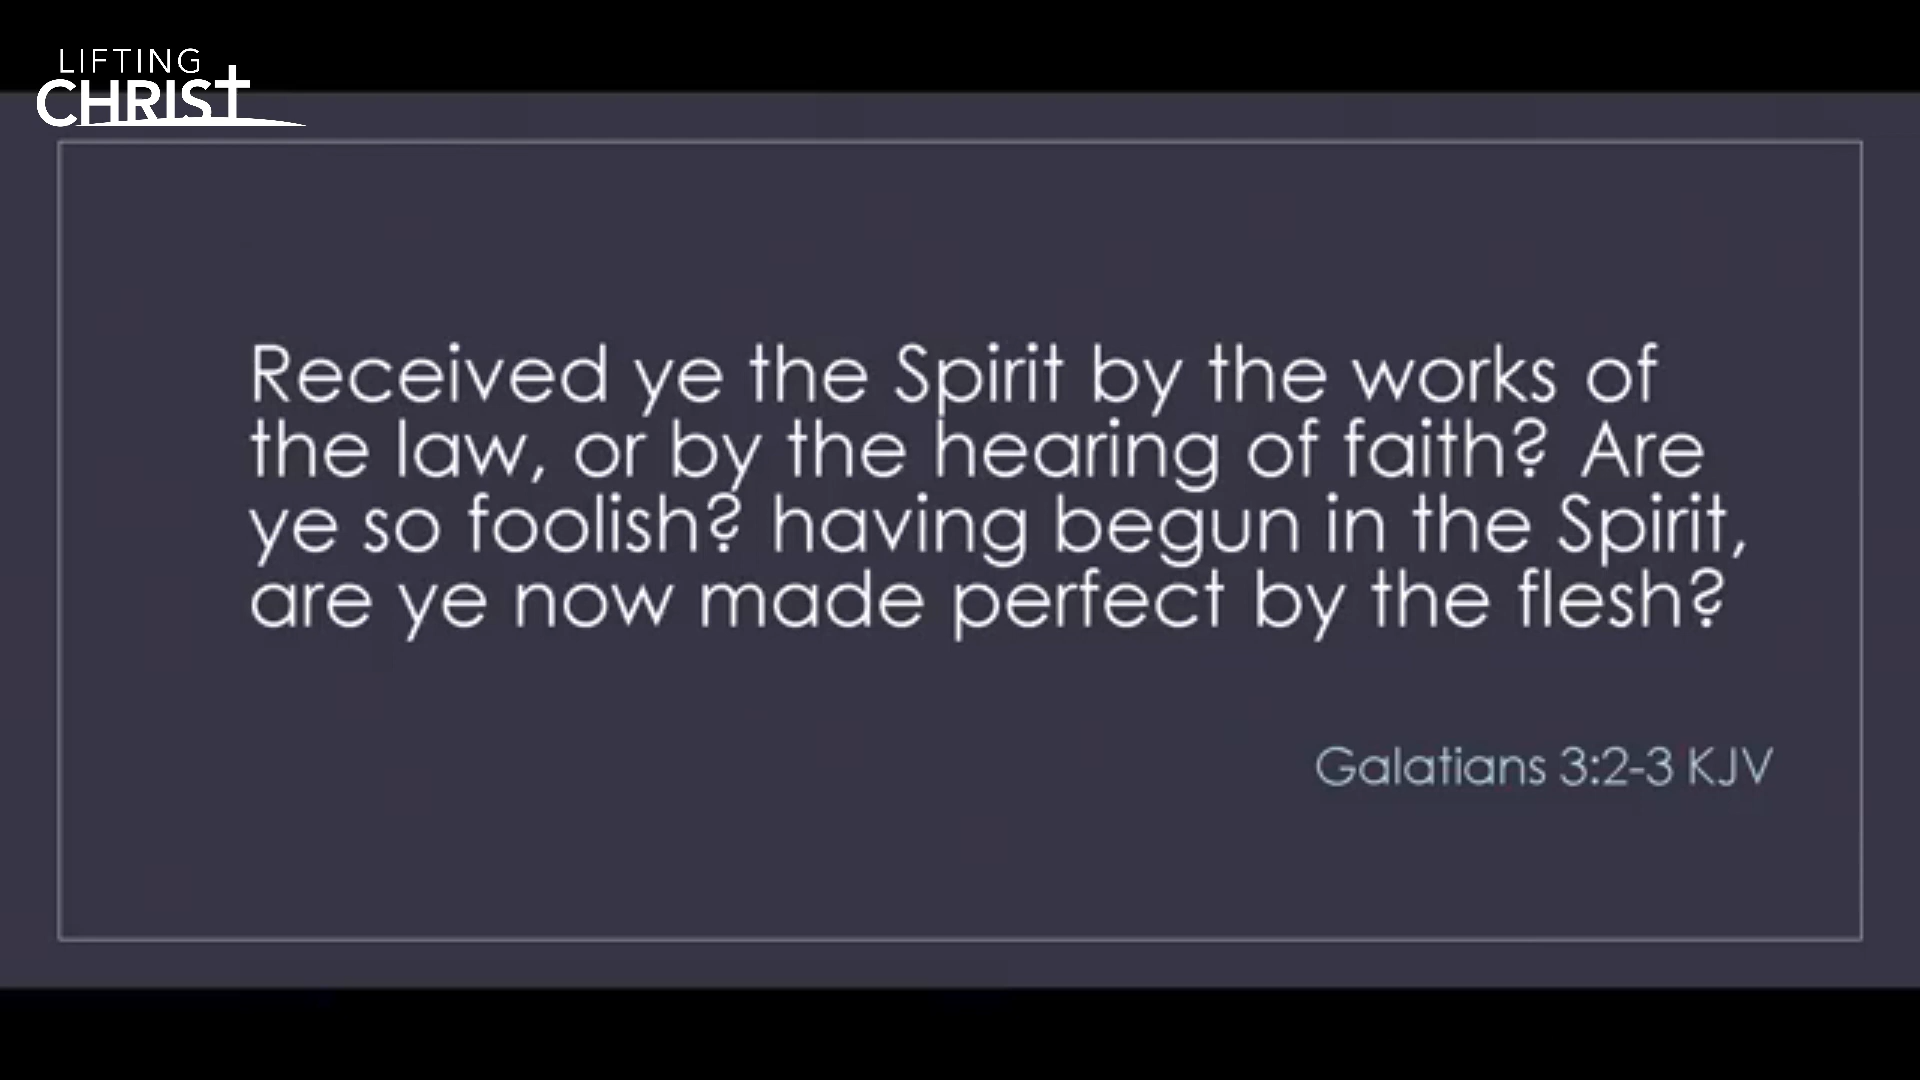 LIFTING
CHRIST
Received ye the Spirit by the works of
the law, or by the hearing of faith? Are
ye so foolish? having begun in the Spirit,
are ye now made perfect by the flesh?
Galatians 3:2-3 KJV